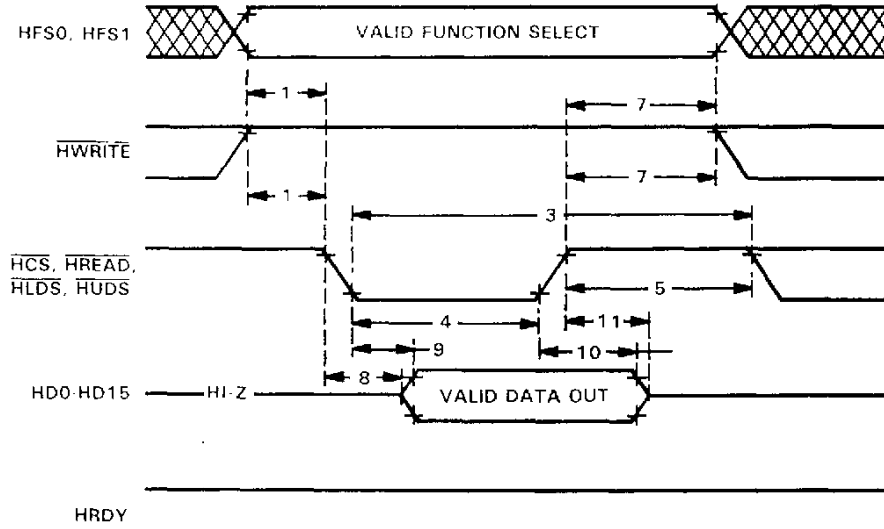 HFS0, HFS1
VALID FUNCTION SELECT
1
7
HWRITE
1
7
3
HCS, HREAD,
HLDS, HUDS
5
4
11
9
10
8
HD0-HD15
HI-Z
VALID DATA OUT
HRDY